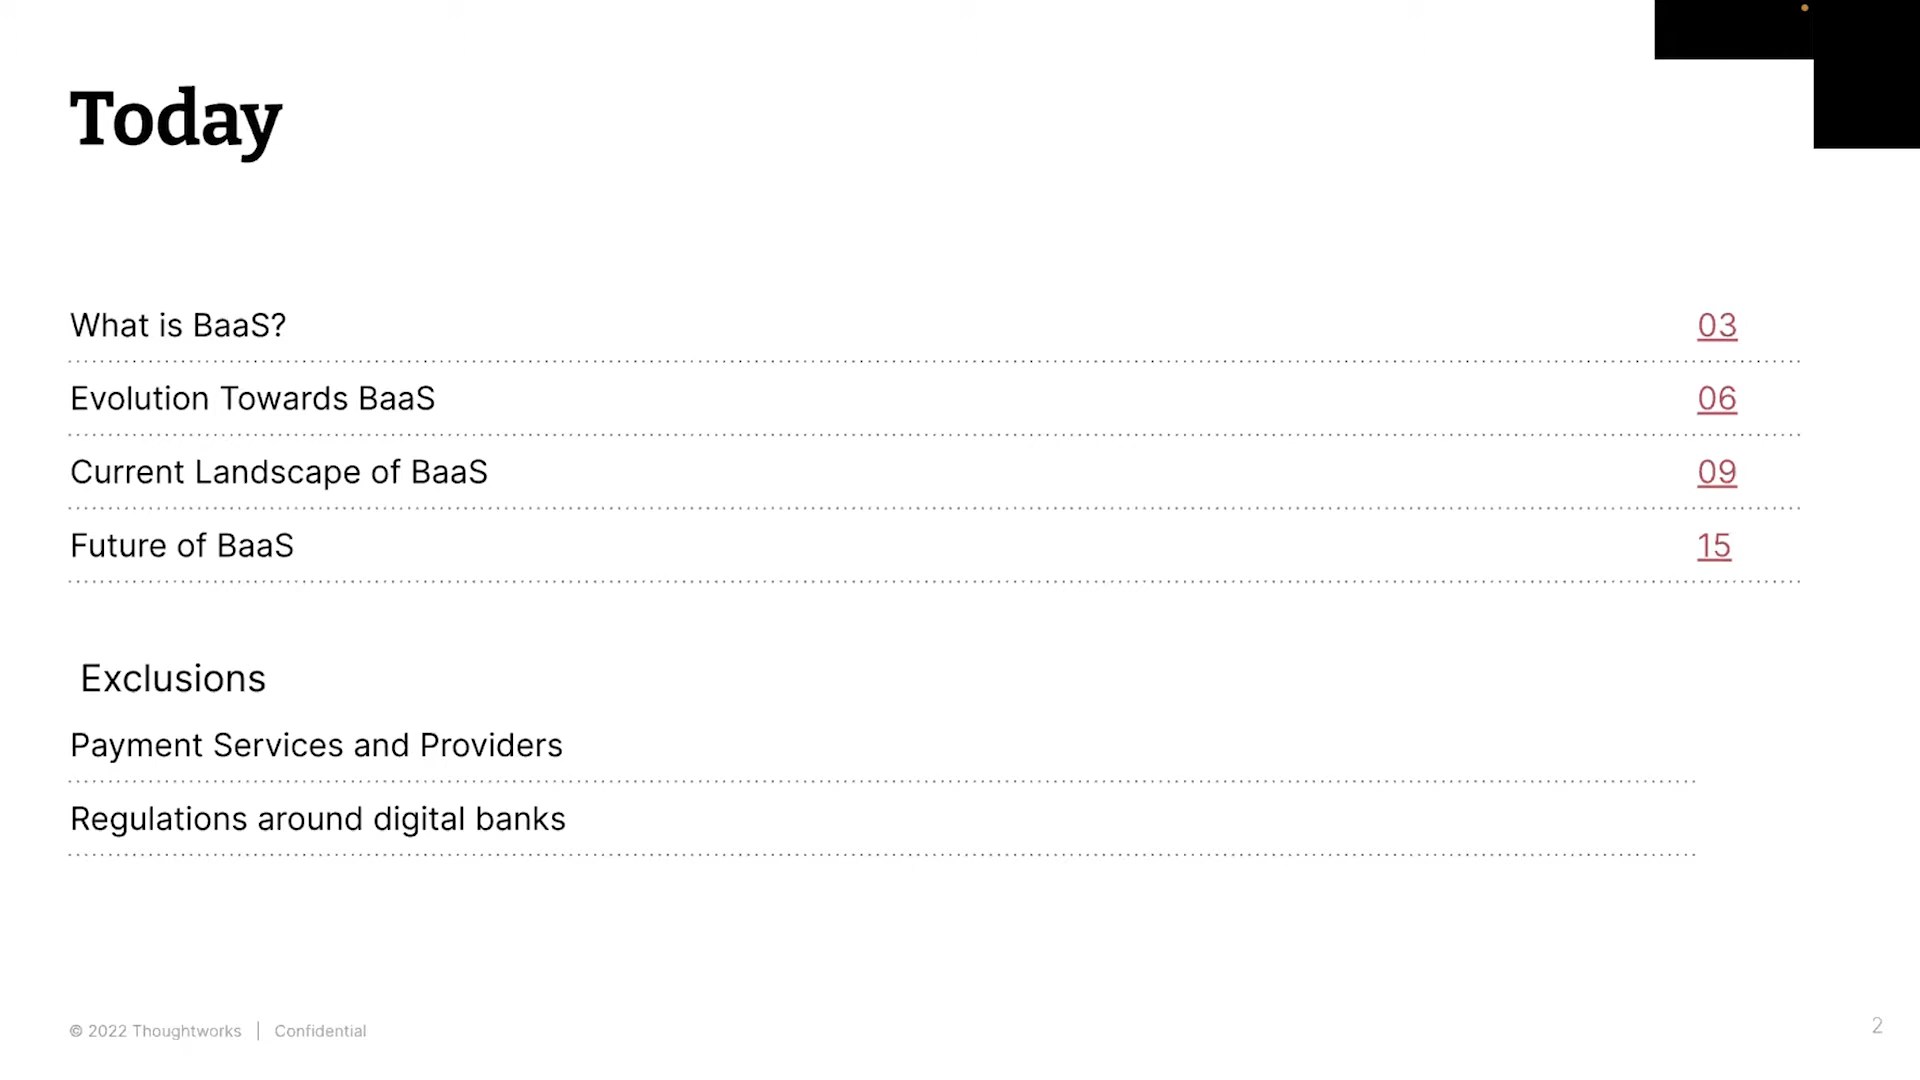 Today
What is BaaS? 03
Evolution Towards BaaS 06
Current Landscape of BaaS 09
Future of BaaS 15
Exclusions
Payment Services and Providers
Regulations around digital banks
© 2022 Thoughtworks | Confidential
2